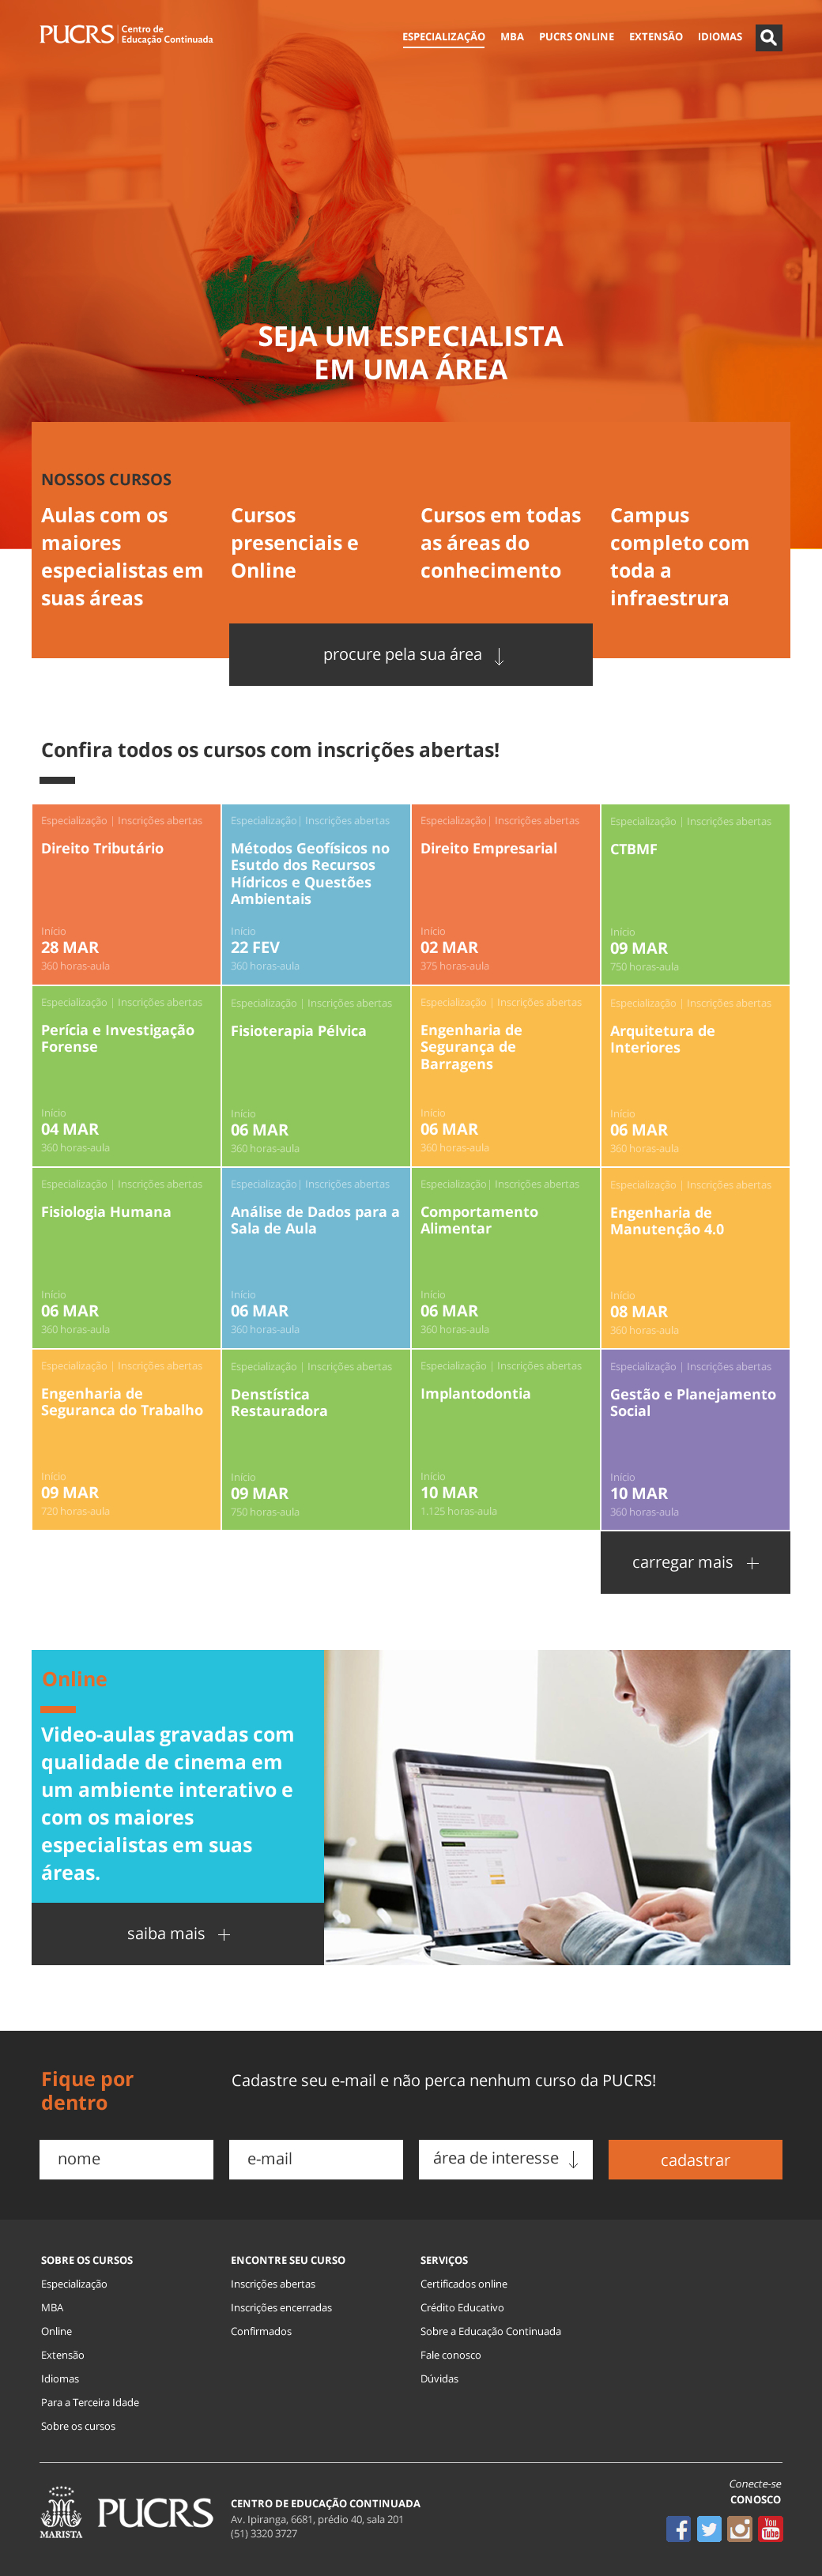 PUCRS
Centro de
Educação Continuada
ESPECIALIZAÇÃO
MBA
PUCRS ONLINE
EXTENSÃO
IDIOMAS
SEJA UM ESPECIALISTA
EM UMA ÁREA
NOSSOS CURSOS
Aulas com os
maiores
especialistas em
suas áreas
Cursos
presenciais e
Online
Cursos em todas
as áreas do
conhecimento
Campus
completo com
toda a
infraestrura
procure pela sua área
Confira todos os cursos com inscrições abertas!
Especialização | Inscrições abertas
Direito Tributário
Início
28 MAR
360 horas-aula
Especialização| Inscrições abertas
Métodos Geofísicos no
Esutdo dos Recursos
Hídricos e Questões
Ambientais
Início
22 FEV
360 horas-aula
Especialização| Inscrições abertas
Direito Empresarial
Início
02 MAR
375 horas-aula
Especialização | Inscrições abertas
CTBMF
Início
09 MAR
750 horas-aula
Especialização | Inscrições abertas
Perícia e Investigação
Forense
Início
04 MAR
360 horas-aula
Especialização | Inscrições abertas
Fisioterapia Pélvica
Início
06 MAR
360 horas-aula
Especialização | Inscrições abertas
Engenharia de
Segurança de
Barragens
Início
06 MAR
360 horas-aula
Especialização | Inscrições abertas
Arquitetura de
Interiores
Início
06 MAR
360 horas-aula
Especialização | Inscrições abertas
Fisiologia Humana
Início
06 MAR
360 horas-aula
Especialização| Inscrições abertas
Análise de Dados para a
Sala de Aula
Início
06 MAR
360 horas-aula
Especialização| Inscrições abertas
Comportamento
Alimentar
Início
06 MAR
360 horas-aula
Especialização | Inscrições abertas
Engenharia de
Manutenção 4.0
Início
08 MAR
360 horas-aula
Especialização | Inscrições abertas
Engenharia de
Seguranca do Trabalho
Início
09 MAR
720 horas-aula
Especialização | Inscrições abertas
Denstística
Restauradora
Início
09 MAR
750 horas-aula
Especialização | Inscrições abertas
Implantodontia
Início
10 MAR
1.125 horas-aula
Especialização | Inscrições abertas
Gestão e Planejamento
Social
Início
10 MAR
360 horas-aula
carregar mais
Online
Video-aulas gravadas com
qualidade de cinema em
um ambiente interativo e
com os maiores
especialistas em suas
áreas.
saiba mais
Fique por
dentro
Cadastre seu e-mail e não perca nenhum curso da PUCRS!
nome
e-mail
área de interesse
cadastrar
SOBRE OS CURSOS
Especialização
MBA
Online
Extensão
Idiomas
Para a Terceira Idade
Sobre os cursos
ENCONTRE SEU CURSO
Inscrições abertas
Inscrições encerradas
Confirmados
SERVIÇOS
Certificados online
Crédito Educativo
Sobre a Educação Continuada
Fale conosco
Dúvidas
MARISTA
PUCRS
CENTRO DE EDUCAÇÃO CONTINUADA
Av. Ipiranga, 6681, prédio 40, sala 201
(51) 3320 3727
Conecte-se
CONOSCO
You
Tube